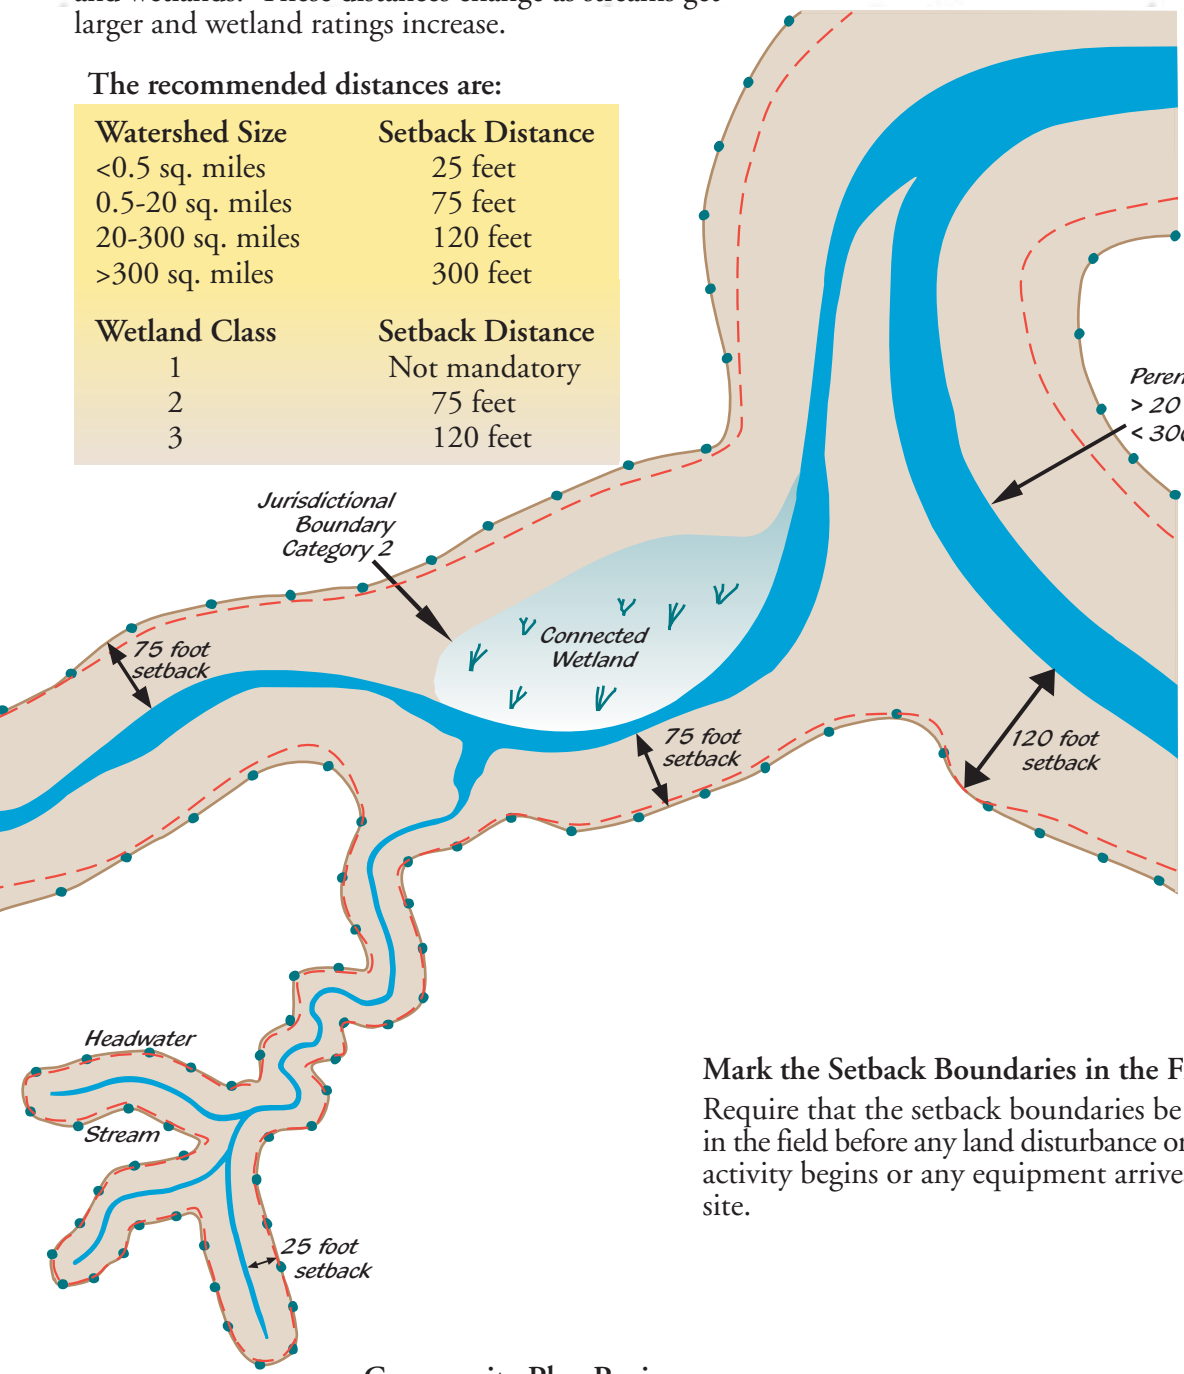 larger and wetland ratings increase.
The recommended distances are:
Watershed Size Setback Distance
<0.5 sq. miles 25 feet
0.5-20 sq. miles 75 feet
20-300 sq. miles 120 feet
>300 sq. miles 300 feet
Wetland Class Setback Distance
1 Not mandatory
2 75 feet
3 120 feet
> 20
Jurisdictional
Boundary
Category 2
Connected
Wetland
75 foot
setback
75 foot
setback
120 foot
setback
Headwater
Stream
25 foot
setback
Mark the Setback Boundaries in the
Require that the setback boundaries be
in the field before any land disturbance
activity begins or any equipment
site.